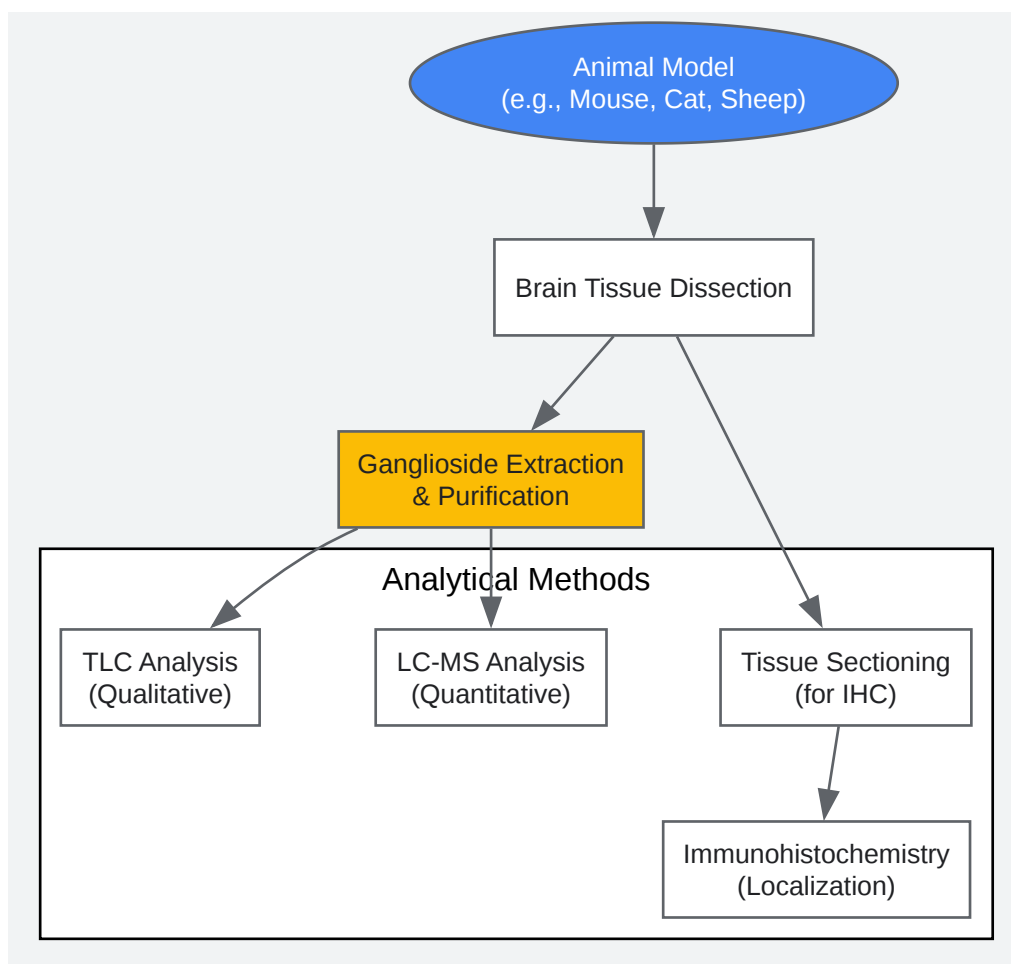 Animal Model
(e.g., Mouse, Cat, Sheep)
Brain Tissue Dissection
Ganglioside Extraction
& Purification
Analytical Methods
TLC Analysis
(Qualitative)
LC-MS Analysis
(Quantitative)
Tissue Sectioning
(for IHC)
Immunohistochemistry
(Localization)